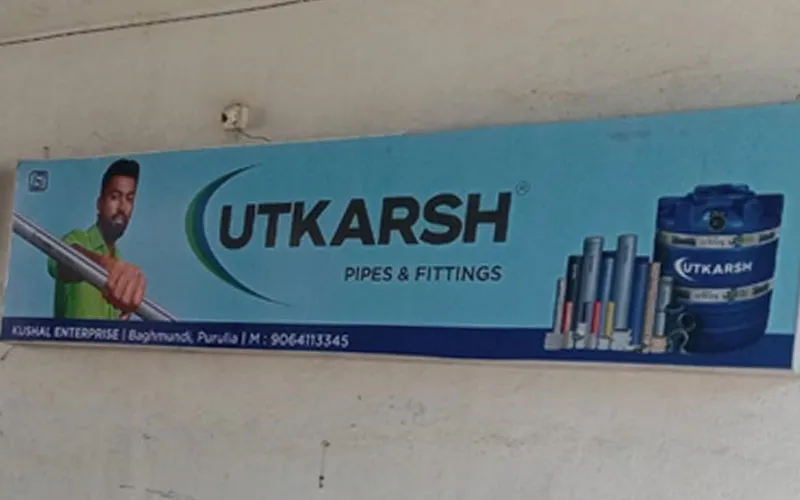 UTKARSH®
PIPES & FITTINGS
UTKARSH
KUSHAL ENTERPRISE | Baghmundi, Purulia | M : 9064113345